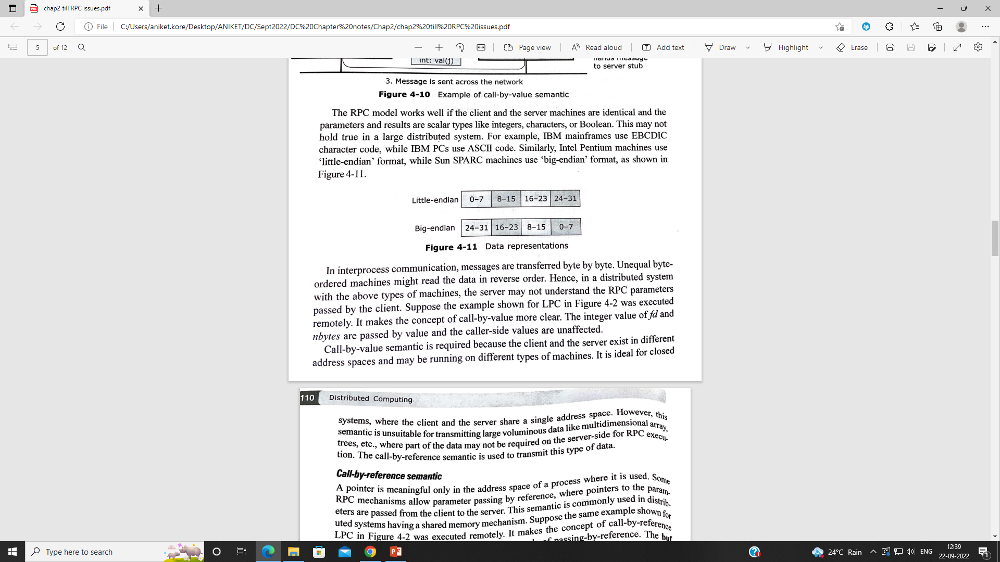 chap2 till RPC issues.pdf
File
C:/Users/aniket.kore/Desktop/ANIKET/DC/Sept2022/DC%20Chapter%20notes/Chap2/chap2%20till%20RPC%20issues.pdf
5 of 12
Page view
Read aloud
Add text
Draw
Highlight
Erase
int: val(j)
hands message
to server stub
3. Message is sent across the network
Figure 4-10 Example of call-by-value semantic
The RPC model works well if the client and the server machines are identical and the
parameters and results are scalar types like integers, characters, or Boolean. This may not
hold true in a large distributed system. For example, IBM mainframes use EBCDIC
character code, while IBM PCs use ASCII code. Similarly, Intel Pentium machines use
‘little-endian’ format, while Sun SPARC machines use ‘big-endian’ format, as shown in
Figure 4-11.
Little-endian 0–7 8–15 16–23 24–31
Big-endian 24–31 16–23 8–15 0–7
Figure 4-11 Data representations
In interprocess communication, messages are transferred byte by byte. Unequal byte-
ordered machines might read the data in reverse order. Hence, in a distributed system
with the above types of machines, the server may not understand the RPC parameters
passed by the client. Suppose the example shown for LPC in Figure 4-2 was executed
remotely. It makes the concept of call-by-value more clear. The integer value of fd and
nbytes are passed by value and the caller-side values are unaffected.
Call-by-value semantic is required because the client and the server exist in different
address spaces and may be running on different types of machines. It is ideal for closed
110 Distributed Computing
systems, where the client and the server share a single address space. However, this
semantic is unsuitable for transmitting large voluminous data like multidimensional array,
trees, etc., where part of the data may not be required on the server-side for RPC execu-
tion. The call-by-reference semantic is used to transmit this type of data.
Call-by-reference semantic
A pointer is meaningful only in the address space of a process where it is used. Some
RPC mechanisms allow parameter passing by reference, where pointers to the param-
eters are passed from the client to the server. This semantic is commonly used in distrib-
uted systems having a shared memory mechanism. Suppose the same example shown for
LPC in Figure 4-2 was executed remotely. It makes the concept of call-by-reference
of passing-by-reference. The buf
Type here to search
24°C Rain
ENG
12:39
22-09-2022
1